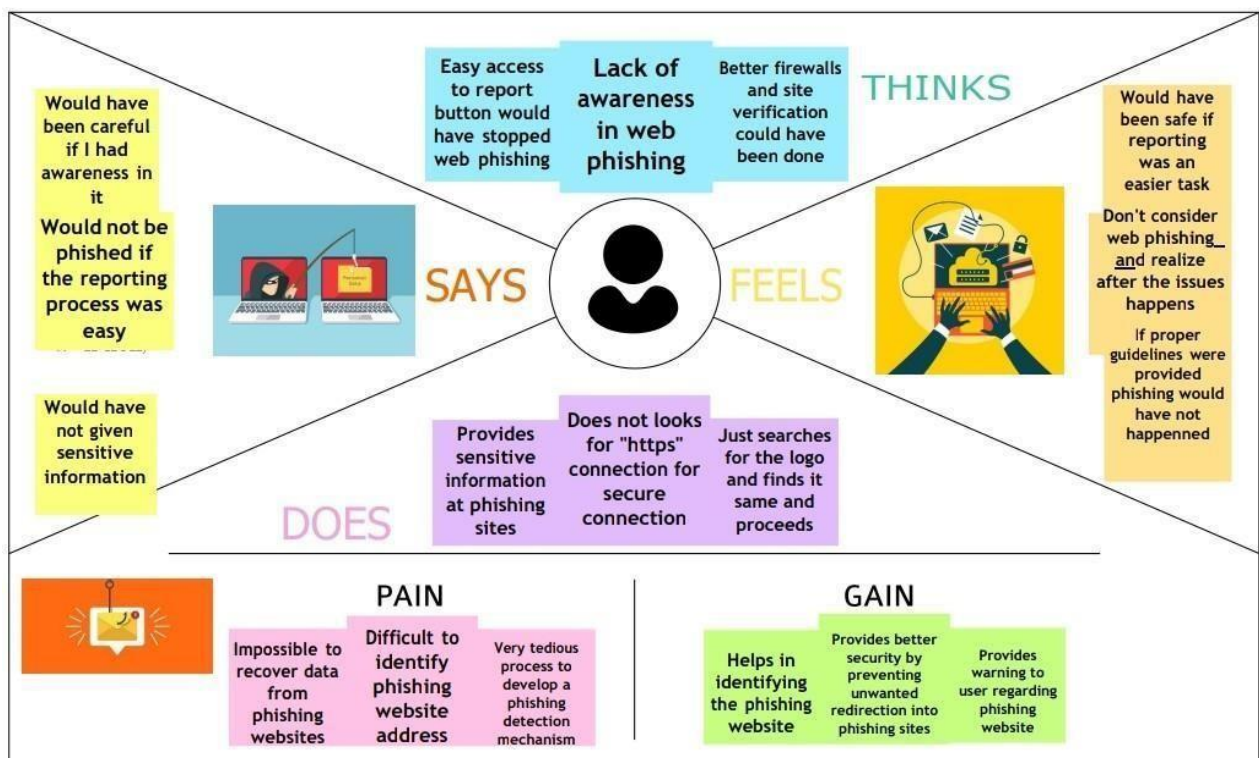 THINKS
Easy access
to report
button would
have stopped
web phishing
Lack of
awareness
in web
phishing
Better firewalls
and site
verification
could have
been done
SAYS
Would have
been careful
if I had
awareness in
it
Would not be
phished if
the reporting
process was
easy
Would have
not given
sensitive
information
FEELS
Would have
been safe if
reporting
was an
easier task
Don't consider
web phishing
and realize
after the issues
happens
If proper
guidelines were
provided
phishing would
have not
happenned
DOES
Provides
sensitive
information
at phishing
sites
Does not looks
for "https"
connection for
secure
connection
Just searches
for the logo
and finds it
same and
proceeds
PAIN
Impossible to
recover data
from
phishing
websites
Difficult to
identify
phishing
website
address
Very tedious
process to
develop a
phishing
detection
mechanism
GAIN
Helps in
identifying
the phishing
website
Provides better
security by
preventing
unwanted
redirection into
phishing sites
Provides
warning to
user regarding
phishing
website